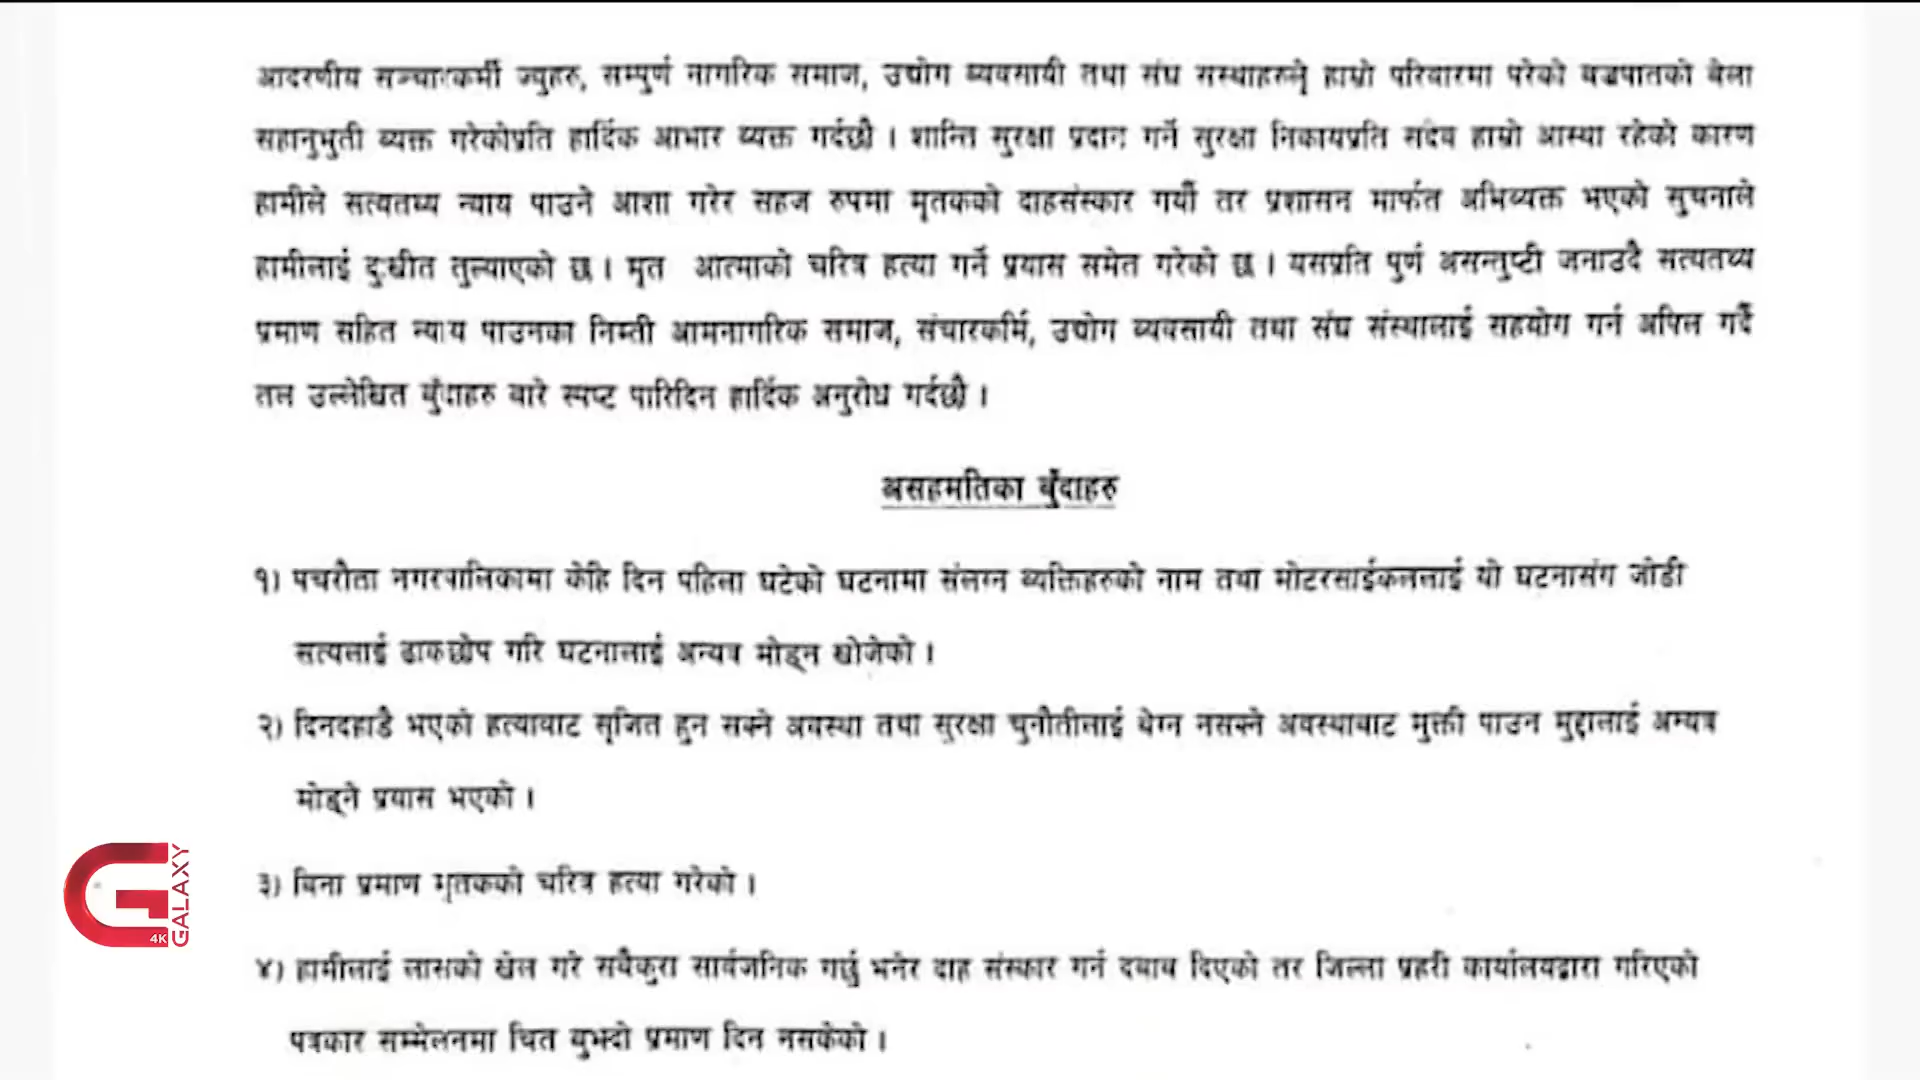 आदरणीय सञ्चारकर्मी ज्युहरु, सम्पुर्ण नागरिक समाज, उद्योग व्यवसायी तथा संघ सस्थाहरुले हाम्रो परिवारमा परेको बज्रपातको बेला
सहानुभुती व्यक्त गरेकोप्रति हार्दिक आभार व्यक्त गर्दछौ । शान्ति सुरक्षा प्रदान गर्ने सुरक्षा निकायप्रति सदैव हाम्रो आस्था रहेको कारण
हामीले सत्यतथ्य न्याय पाउने आशा गरेर सहज रुपमा मृतकको दाहसंस्कार गर्यौ तर प्रशासन मार्फत अभिव्यक्त भएको सुचनाले
हामीलाई दुःखीत तुल्याएको छ । मृत आत्माको चरित्र हत्या गर्ने प्रयास समेत गरेको छ । यसप्रति पुर्ण असन्तुष्टी जनाउदै सत्यतथ्य
प्रमाण सहित न्याय पाउनका निम्ती आमनागरिक समाज, संचारकर्मि, उद्योग व्यवसायी तथा संघ संस्थालाई सहयोग गर्न अपिल गर्दै
तल उल्लेखित बुँदाहरु बारे स्पष्ट पारिदिन हार्दिक अनुरोध गर्दछौ ।
असहमतिका बुँदाहरु
१) पचरौता नगरपालिकामा केहि दिन पहिला घटेको घटनामा संलग्न व्यक्तिहरुको नाम तथा मोटरसाईकललाई यो घटनासंग जोडी
सत्यलाई ढाकछोप गरि घटनालाई अन्यत्र मोड्न खोजेको ।
२) दिनदहाडै भएको हत्याबाट सृजित हुन सक्ने अवस्था तथा सुरक्षा चुनौतीलाई थेग्न नसक्ने अवस्थाबाट मुक्ती पाउन मुद्दालाई अन्यत्र
मोड्ने प्रयास भएको ।
३) बिना प्रमाण मृतकको चरित्र हत्या गरेको ।
४) हामीलाई लासको खेल गरे सबैकुरा सार्वजनिक गर्छु भनेर दाह संस्कार गर्न दबाब दिएको तर जिल्ला प्रहरी कार्यालयद्वारा गरिएको
पत्रकार सम्मेलनमा चित्त बुझ्दो प्रमाण दिन नसकेको ।
GALAXY
4K